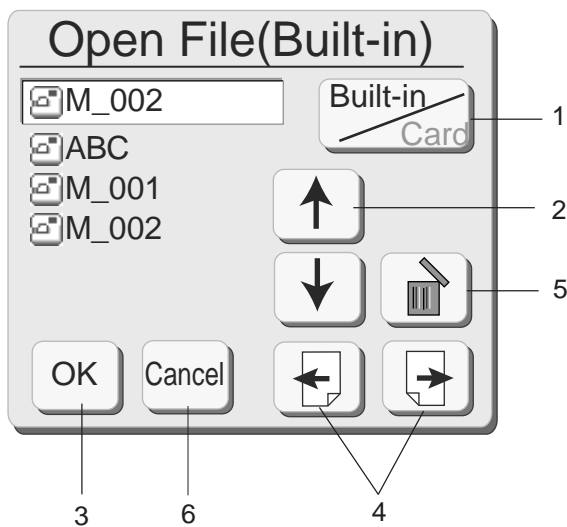 Open File(Built-in)
M_002
Built-in
Card
1
ABC
M_001
M_002
2
5
OK
Cancel
3
6
4